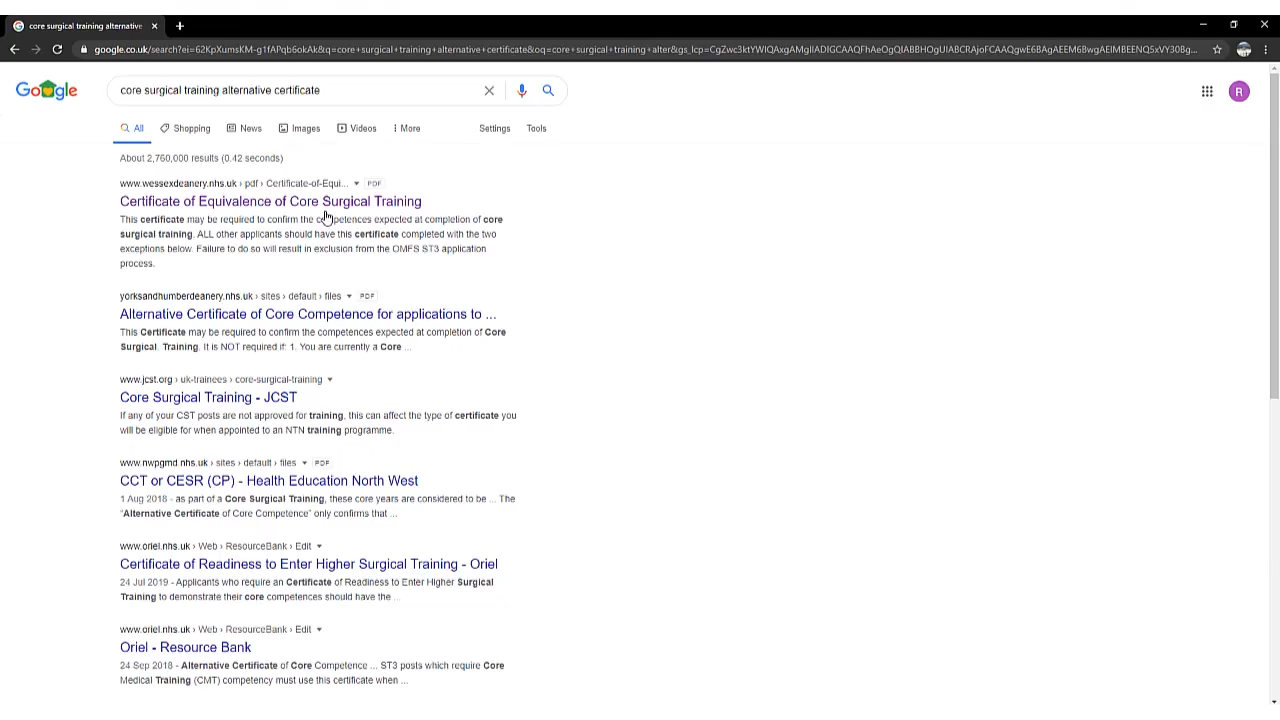 core surgical training alternative
google.co.uk/search?ei=62KpXumsKM-g1fAPqb6okAk&q=core+surgical+training+alternative+certificate&oq=core+surgical+training+alter&gs_lcp=
Google
core surgical training alternative certificate
R
All Shopping News Images Videos More Settings Tools
About 2,760,000 results (0.42 seconds)
www.wessexdeanery.nhs.uk › pdf › Certificate-of-Equi... PDF
Certificate of Equivalence of Core Surgical Training
This certificate may be required to confirm the competences expected at completion of core
surgical training. ALL other applicants should have this certificate completed with the two
exceptions below. Failure to do so will result in exclusion from the OMFS ST3 application
process.
yorksandhumberdeanery.nhs.uk › sites › default › files PDF
Alternative Certificate of Core Competence for applications to ...
This Certificate may be required to confirm the competences expected at completion of Core
Surgical. Training. It is NOT required if: 1. You are currently a Core ...
www.jcst.org › uk-trainees › core-surgical-training
Core Surgical Training - JCST
If any of your CST posts are not approved for training, this can affect the type of certificate you
will be eligible for when appointed to an NTN training programme.
www.nwpgmd.nhs.uk › sites › default › files PDF
CCT or CESR (CP) - Health Education North West
1 Aug 2018 - as part of a Core Surgical Training, these core years are considered to be ... The
"Alternative Certificate of Core Competence" only confirms that ...
www.oriel.nhs.uk › Web › ResourceBank › Edit
Certificate of Readiness to Enter Higher Surgical Training - Oriel
24 Jul 2019 - Applicants who require an Certificate of Readiness to Enter Higher Surgical
Training to demonstrate their core competences should have the ...
www.oriel.nhs.uk › Web › ResourceBank › Edit
Oriel - Resource Bank
24 Sep 2018 - Alternative Certificate of Core Competence ... ST3 posts which require Core
Medical Training (CMT) competency must use this certificate when ...